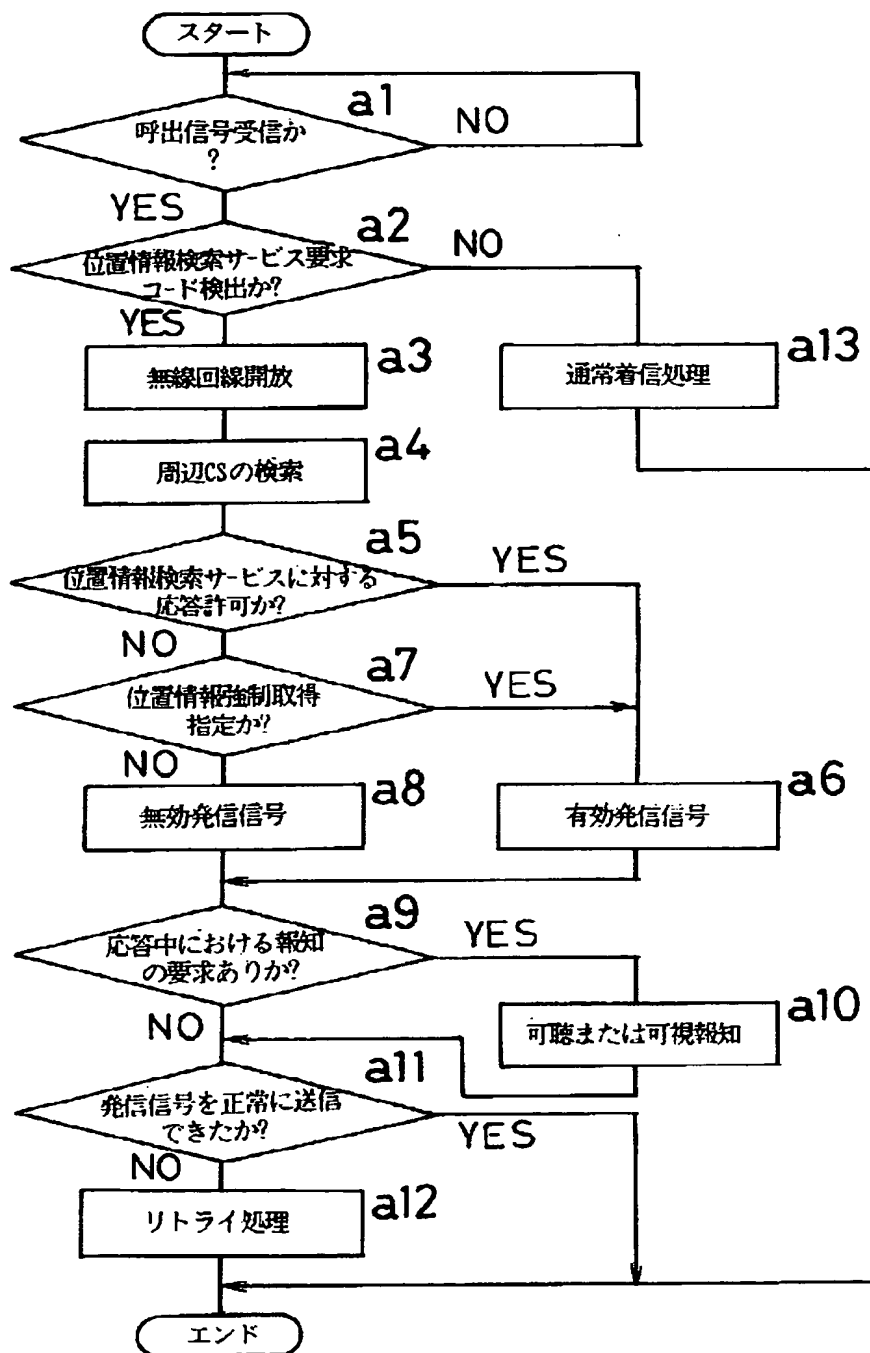 スタート
a1
呼出信号受信か
?
NO
YES
a2
位置情報検索サービス要求
コード検出か?
NO
YES
無線回線開放
a3
通常着信処理
a13
周辺CSの検索
a4
a5
位置情報検索サービスに対する
応答許可か?
YES
NO
a7
位置情報強制取得
指定か?
YES
NO
無効発信信号
a8
有効発信信号
a6
a9
応答中における報知
の要求ありか?
YES
NO
可聴または可視報知
a10
a11
発信信号を正常に送信
できたか?
YES
NO
リトライ処理
a12
エンド